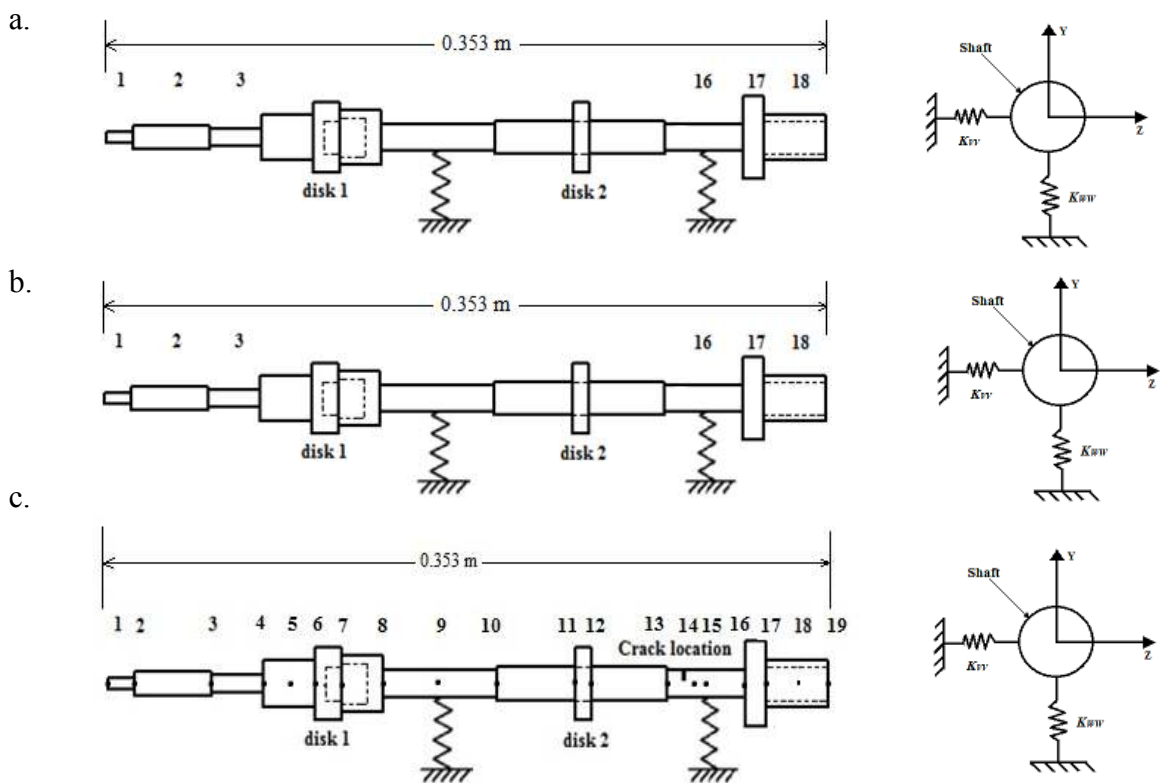 a.
0.353 m
1 2 3 16 17 18
disk 1 disk 2
Y
Shaft
Z
KVV
KWW
b.
0.353 m
1 2 3 16 17 18
disk 1 disk 2
Y
Shaft
Z
KVV
KWW
c.
0.353 m
1 2 3 4 5 6 7 8 9 10 11 12 13 14 15 16 17 18 19
Crack location
disk 1 disk 2
Y
Shaft
Z
KVV
KWW